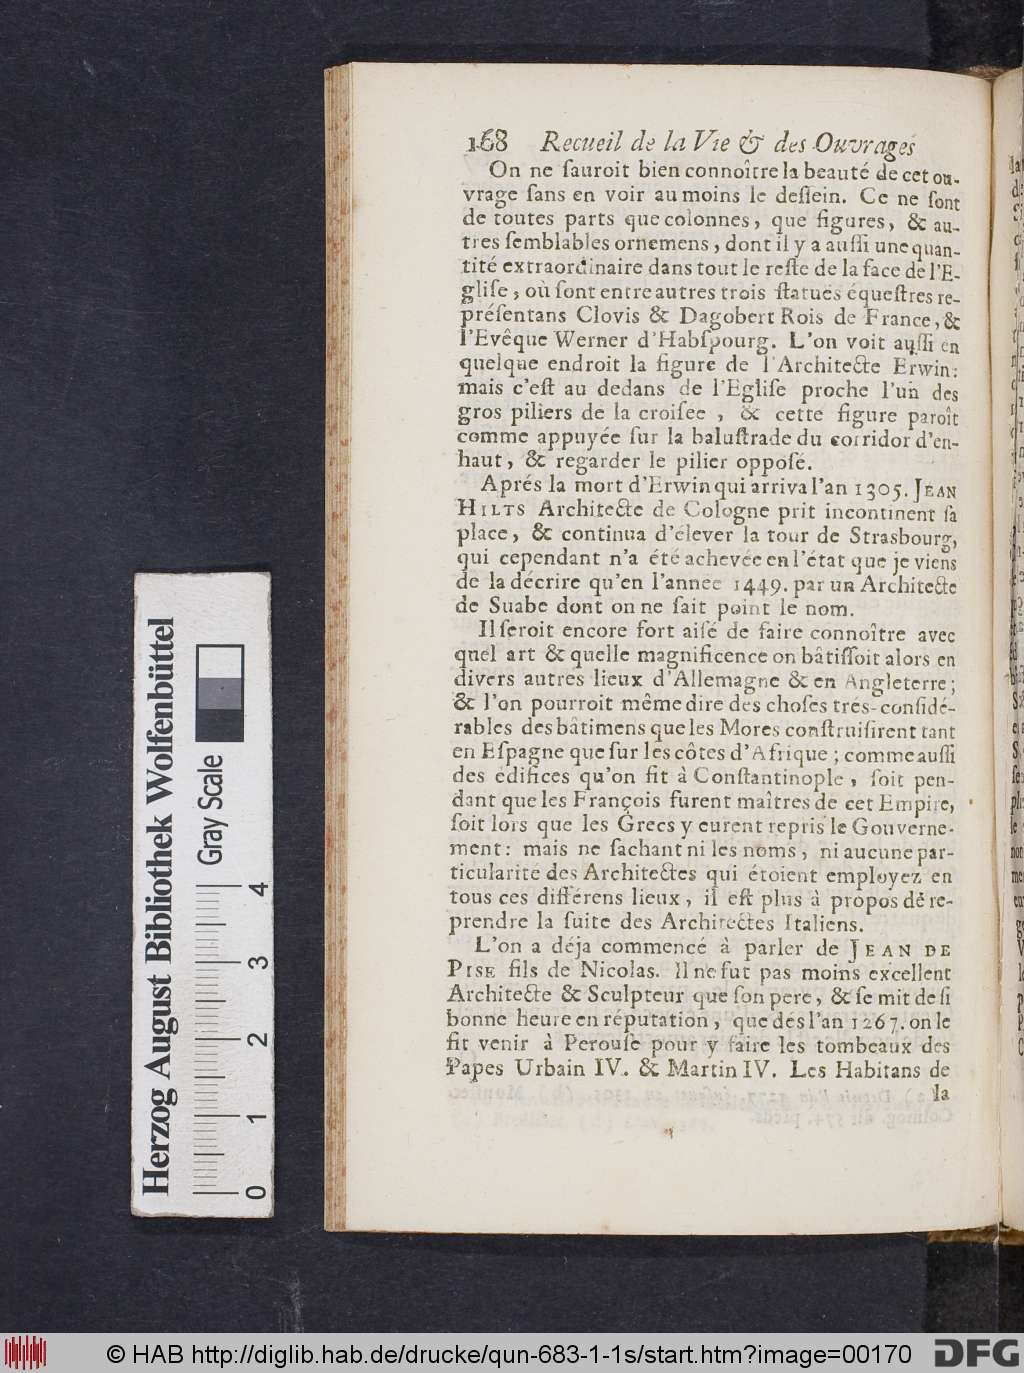 168 Recueil de la Vie & des Ouvrages
On ne ſauroit bien connoître la beauté de cet ou-
vrage ſans en voir au moins le deſſein. Ce ne ſont
de toutes parts que colonnes, que figures, & au-
tres ſemblables ornemens, dont il y a auſſi une quan-
tité extraordinaire dans tout le reſte de la face de l'E-
gliſe, où ſont entre autres trois ſtatuës équeſtres re-
préſentans Clovis & Dagobert Rois de France, &
l'Evêque Werner d'Habſpourg. L'on voit auſſi en
quelque endroit la figure de l'Architecte Erwin:
mais c'eſt au dedans de l'Egliſe proche l'un des
gros piliers de la croiſee, & cette figure paroît
comme appuyée ſur la baluſtrade du corridor d'en-
haut, & regarder le pilier oppoſé.
Aprés la mort d'Erwin qui arriva l'an 1305. JEAN
HILTS Architecte de Cologne prit incontinent ſa
place, & continua d'élever la tour de Strasbourg,
qui cependant n'a été achevée en l'état que je viens
de la décrire qu'en l'année 1449. par un Architecte
de Suabe dont on ne ſait point le nom.
Il ſeroit encore fort aiſé de faire connoître avec
quel art & quelle magnificence on bâtiſſoit alors en
divers autres lieux d'Allemagne & en Angleterre;
& l'on pourroit même dire des choſes trés-conſidé-
rables des bâtimens que les Mores conſtruiſirent tant
en Eſpagne que ſur les côtes d'Afrique; comme auſſi
des édifices qu'on fit à Conſtantinople, ſoit pen-
dant que les François furent maîtres de cet Empire,
ſoit lors que les Grecs y eurent repris le Gouverne-
ment: mais ne ſachant ni les noms, ni aucune par-
ticularité des Architectes qui étoient employez en
tous ces différens lieux, il eſt plus à propos de re-
prendre la ſuite des Architectes Italiens.
L'on a déja commencé à parler de JEAN DE
PISE fils de Nicolas. Il ne fut pas moins excellent
Architecte & Sculpteur que ſon pere, & ſe mit de ſi
bonne heure en réputation, que dés l'an 1267. on le
fit venir à Perouſe pour y faire les tombeaux des
Papes Urbain IV. & Martin IV. Les Habitans de
la
Herzog August Bibliothek Wolfenbüttel
Gray Scale
0 1 2 3 4
© HAB http://diglib.hab.de/drucke/qun-683-1-1s/start.htm?image=00170
DFG